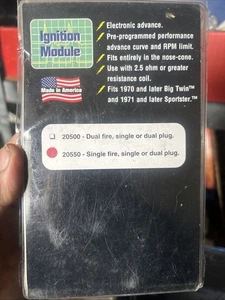 Ignition
Module
Made in America
Electronic advance.
Pre-programmed performance
advance curve and RPM limit.
Fits entirely in the nose-cone.
Use with 2.5 ohm or greater
resistance coil.
Fits 1970 and later Big Twin™
and 1971 and later Sportster.™
20500 - Dual fire, single or dual plug.
20550 - Single fire, single or dual plug.